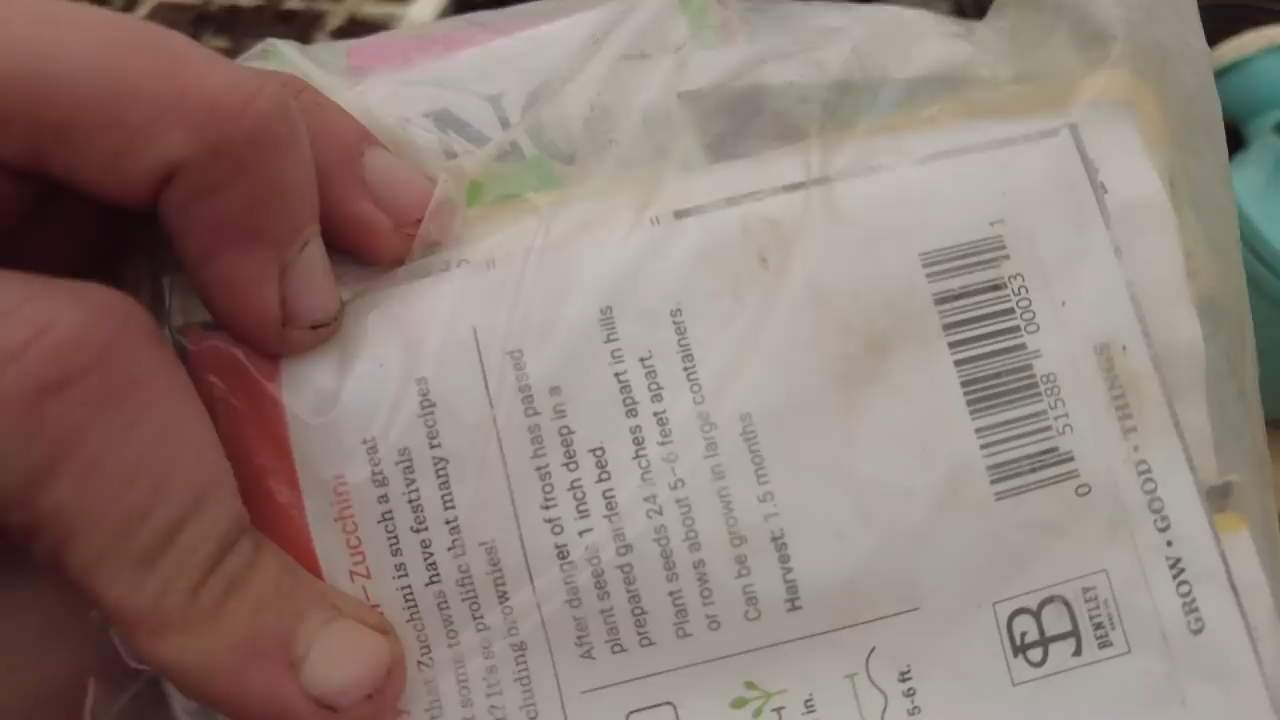 -Zucchini
that Zucchini is such a great
some towns have festivals
? It's so prolific that many recipes
cluding brownies!
After danger of frost has passed
plant seeds 1 inch deep in a
prepared garden bed.
Plant seeds 24 inches apart in hills
or rows about 5-6 feet apart.
Can be grown in large containers.
Harvest: 1.5 months
in.
5-6 ft.
0 51588 00053 1
B
BENTLEY
GROW • GOOD • THINGS